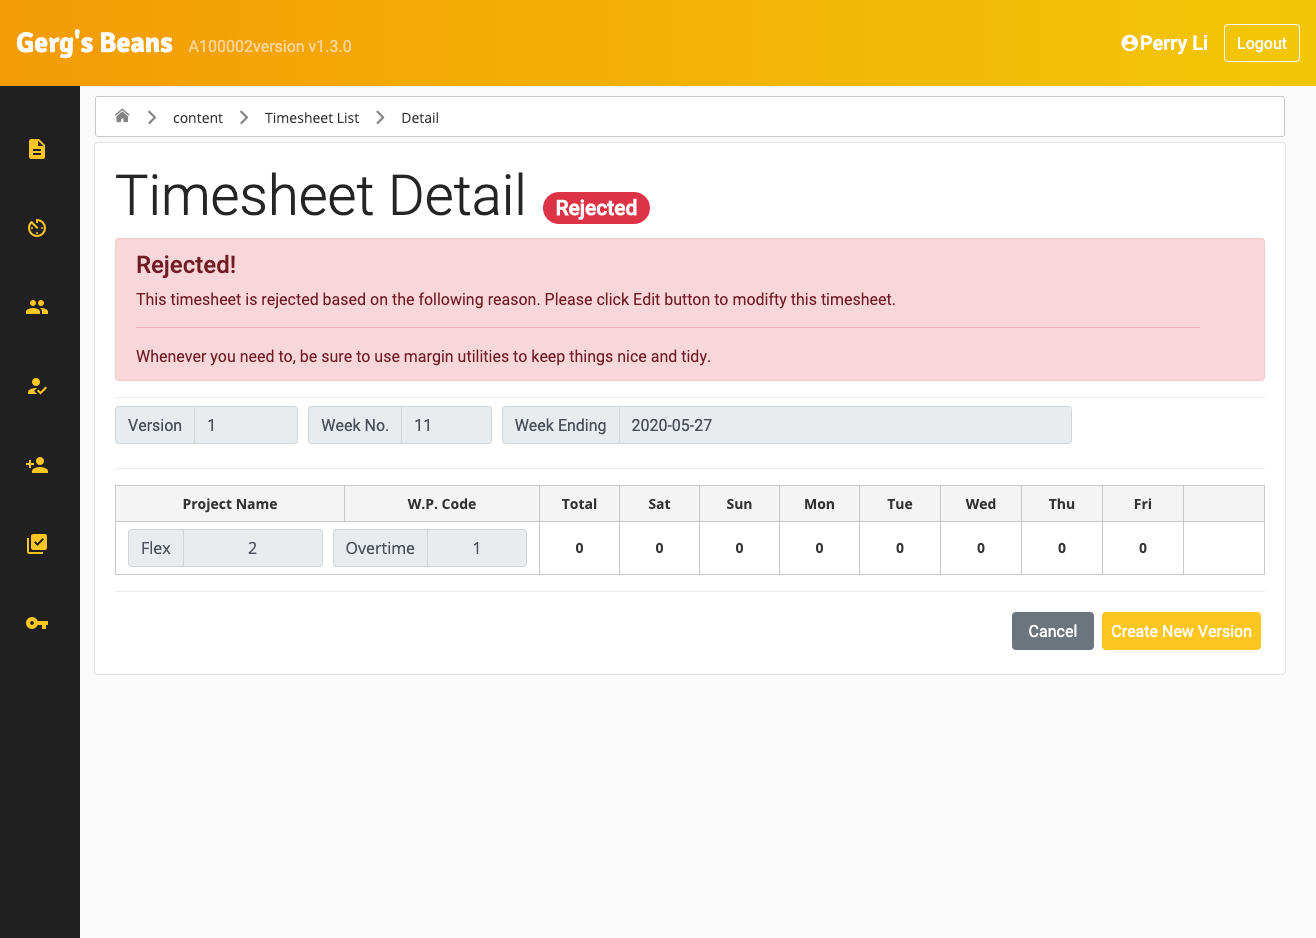 Gerg's Beans A100002version v1.3.0 Perry Li Logout
content Timesheet List Detail
Timesheet Detail Rejected
Rejected!
This timesheet is rejected based on the following reason. Please click Edit button to modifty this timesheet.
Whenever you need to, be sure to use margin utilities to keep things nice and tidy.
Version 1 Week No. 11 Week Ending 2020-05-27
Project Name W.P. Code Total Sat Sun Mon Tue Wed Thu Fri
Flex 2 Overtime 1 0 0 0 0 0 0 0 0
Cancel Create New Version